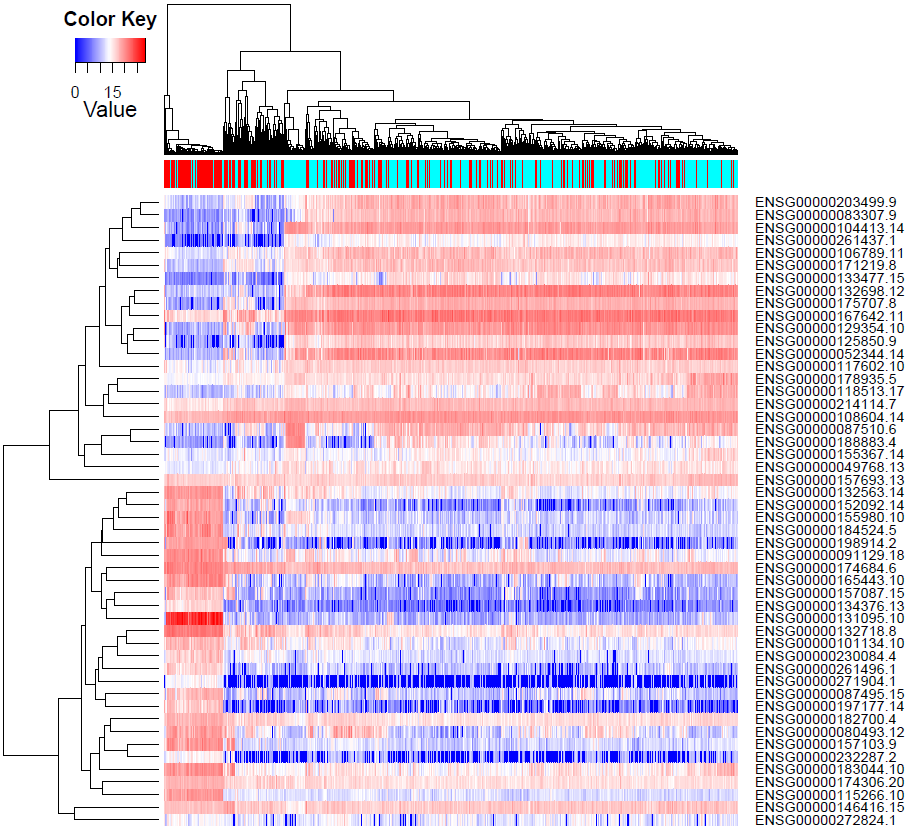 Color Key
0 15
Value
ENSG00000203499.9
ENSG00000083307.9
ENSG00000104413.14
ENSG00000261437.1
ENSG00000106789.11
ENSG00000171219.8
ENSG00000133477.15
ENSG00000132698.12
ENSG00000175707.8
ENSG00000167642.11
ENSG00000129354.10
ENSG00000125850.9
ENSG00000052344.14
ENSG00000117602.10
ENSG00000178935.5
ENSG00000118513.17
ENSG00000214114.7
ENSG00000108604.14
ENSG00000087510.6
ENSG00000188883.4
ENSG00000155367.14
ENSG00000049768.13
ENSG00000157693.13
ENSG00000132563.14
ENSG00000152092.14
ENSG00000155980.10
ENSG00000184524.5
ENSG00000198914.2
ENSG00000091129.18
ENSG00000174684.6
ENSG00000165443.10
ENSG00000157087.15
ENSG00000134376.13
ENSG00000131095.10
ENSG00000132718.8
ENSG00000101134.10
ENSG00000230084.4
ENSG00000261496.1
ENSG00000271904.1
ENSG00000087495.15
ENSG00000197177.14
ENSG00000182700.4
ENSG00000080493.12
ENSG00000157103.9
ENSG00000232287.2
ENSG00000183044.10
ENSG00000174306.20
ENSG00000115266.10
ENSG00000146416.15
ENSG00000272824.1